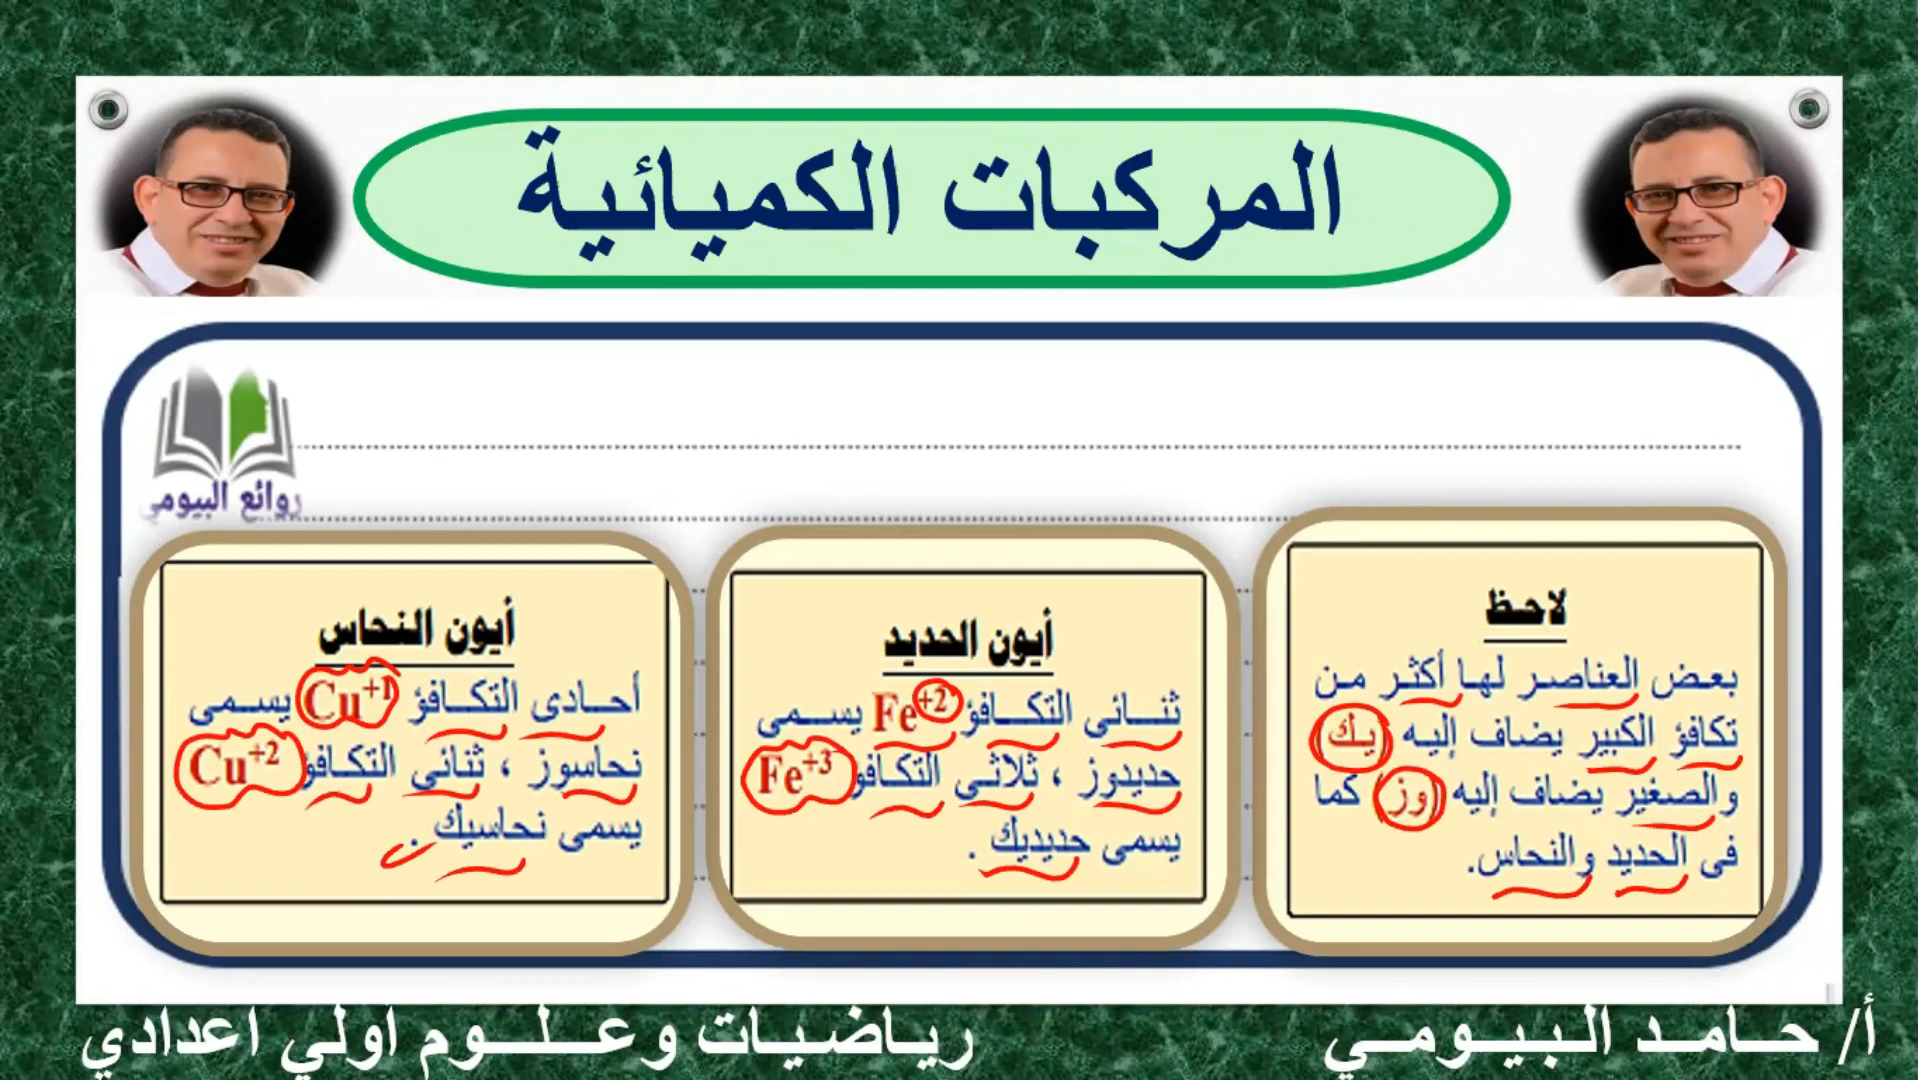 المركبات الكميائية
روائع البيومي
لاحظ
بعض العناصر لها أكثر من
تكافؤ الكبير يضاف إليه (يك)
والصغير يضاف إليه (وز) كما
فى الحديد والنحاس.
أيون الحديد
ثنائى التكافؤ Fe+2 يسمى
حديدوز ، ثلاثى التكافؤ Fe+3
يسمى حديديك .
أيون النحاس
أحادى التكافؤ Cu+1 يسمى
نحاسوز ، ثنائى التكافؤ Cu+2
يسمى نحاسيك .
أ/ حامد البيومي
رياضيات وعلوم اولي اعدادي